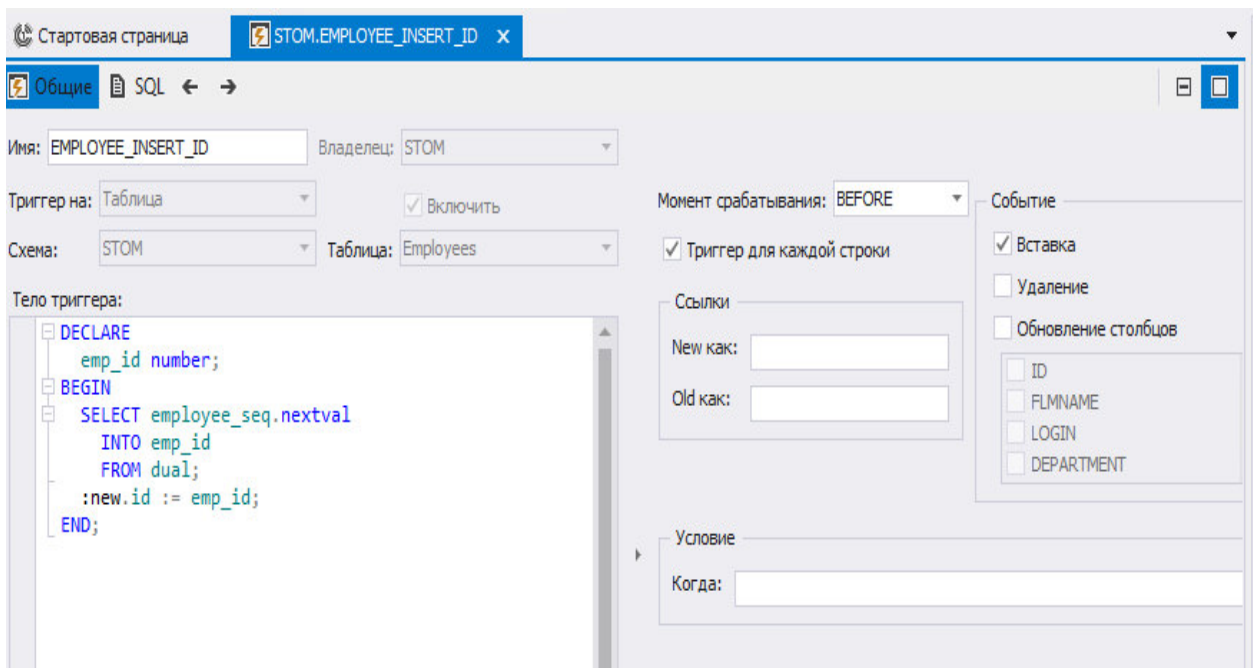 Стартовая страница STOM.EMPLOYEE_INSERT_ID x
Общие SQL ← →
Имя: EMPLOYEE_INSERT_ID Владелец: STOM
Триггер на: Таблица Включить
Схема: STOM Таблица: Employees
Тело триггера:
DECLARE
emp_id number;
BEGIN
SELECT employee_seq.nextval
INTO emp_id
FROM dual;
:new.id := emp_id;
END;
Момент срабатывания: BEFORE
Триггер для каждой строки
Ссылки
New как:
Old как:
Событие
Вставка
Удаление
Обновление столбцов
ID
FLMNAME
LOGIN
DEPARTMENT
Условие
Когда: